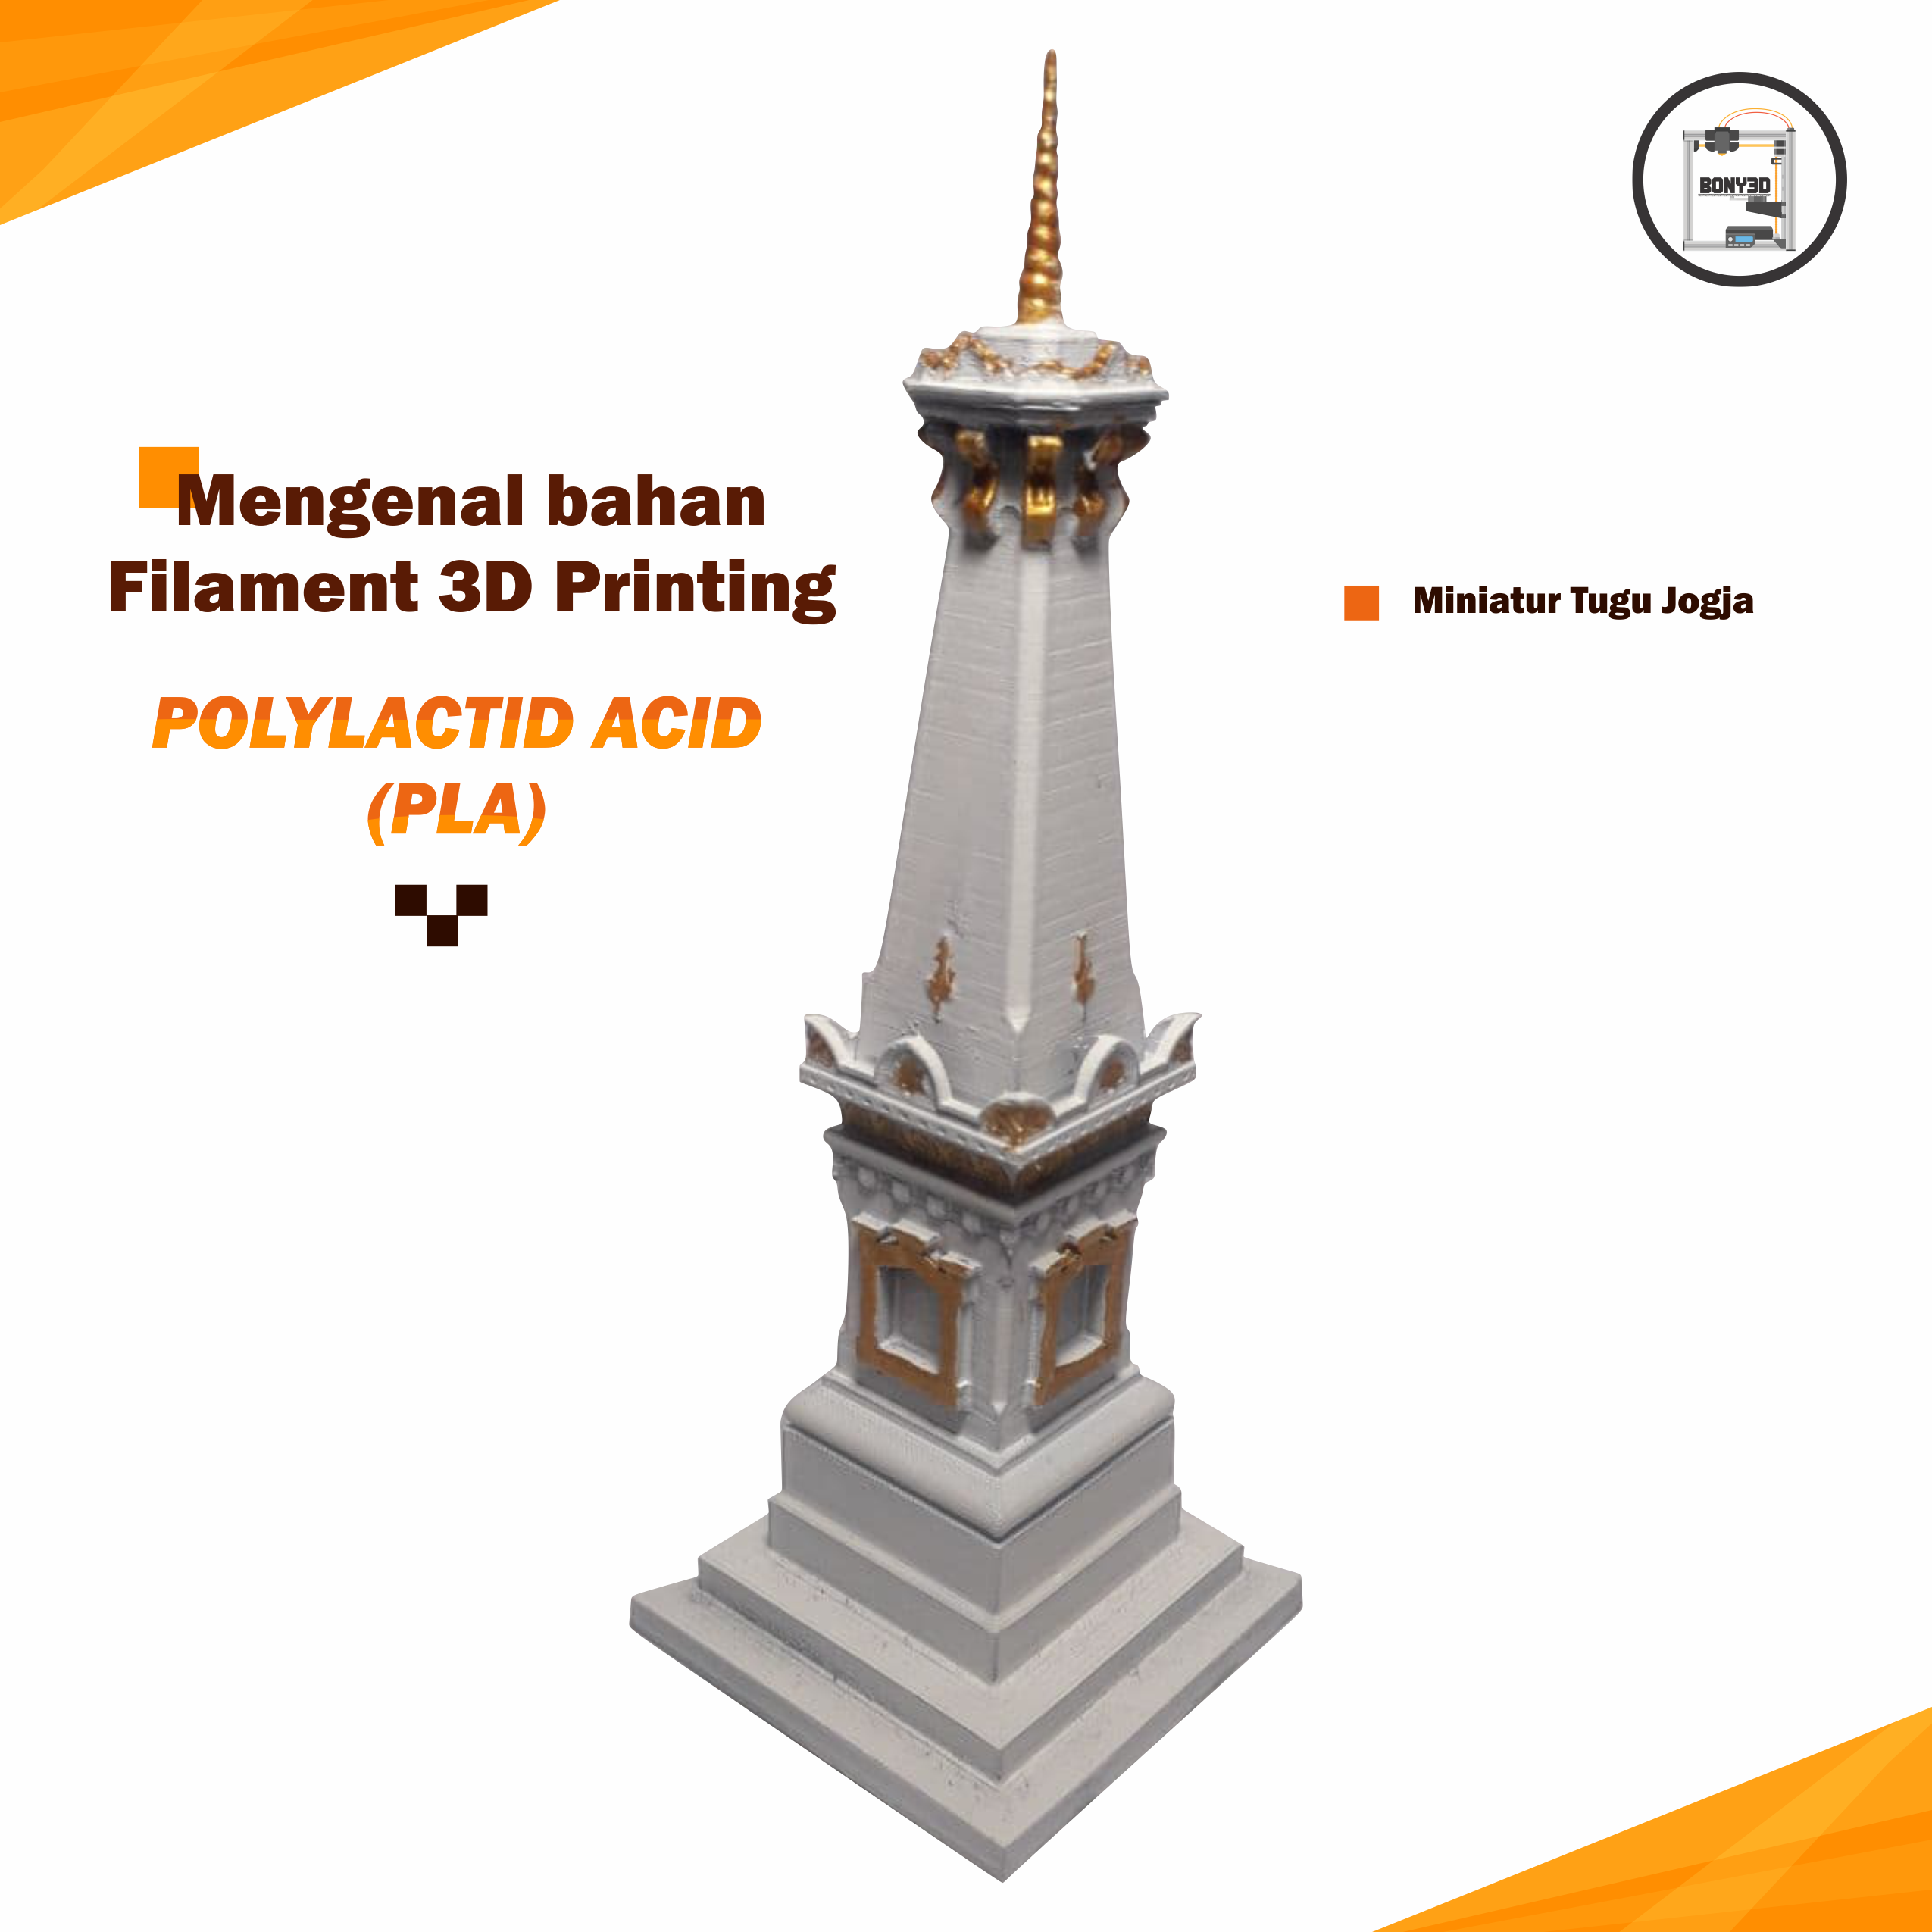 BONY3D
Mengenal bahan
Filament 3D Printing
POLYLACTID ACID
(PLA)
Miniatur Tugu Jogja